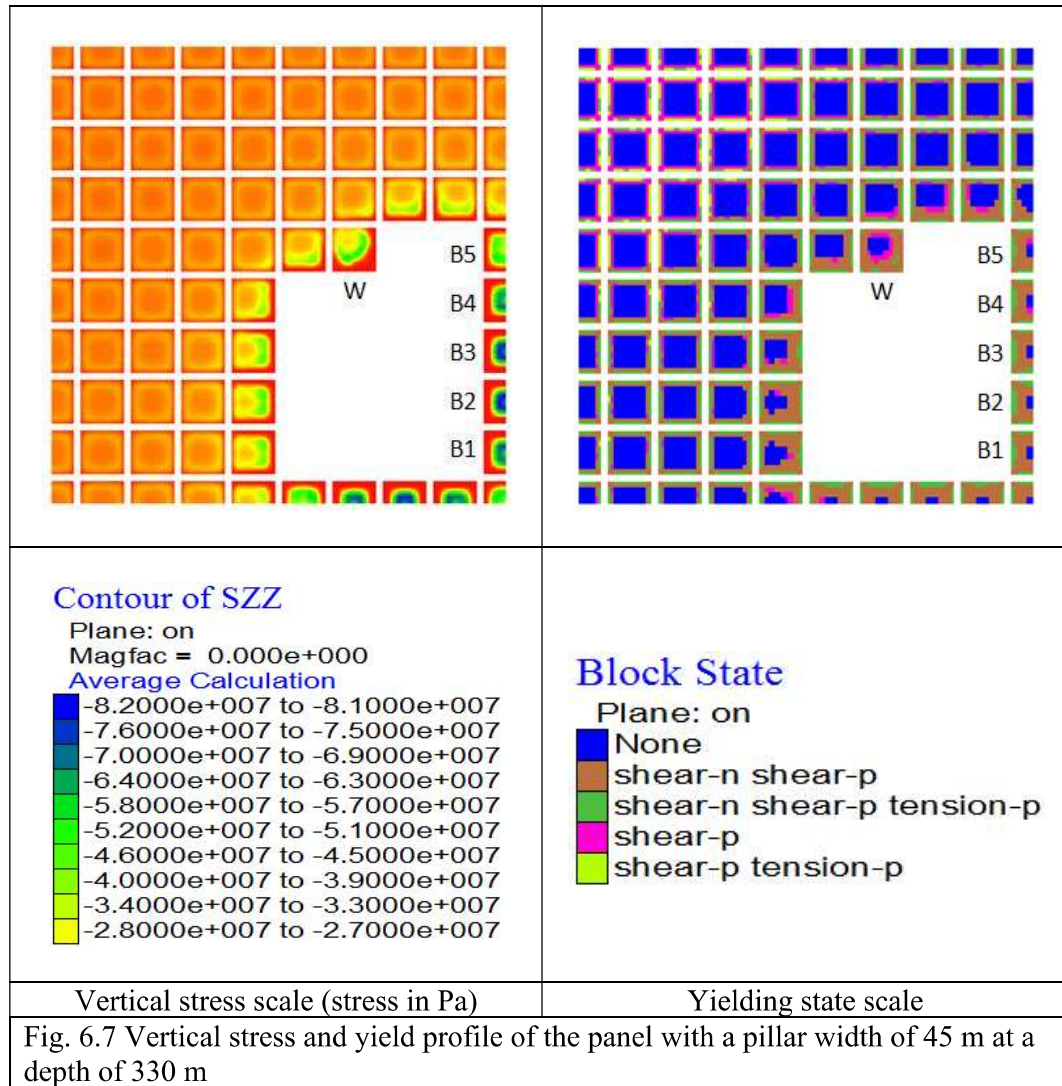 B5
W
B4
B3
B2
B1
B5
W
B4
B3
B2
B1
Contour of SZZ
Plane: on
Magfac = 0.000e+000
Average Calculation
-8.2000e+007 to -8.1000e+007
-7.6000e+007 to -7.5000e+007
-7.0000e+007 to -6.9000e+007
-6.4000e+007 to -6.3000e+007
-5.8000e+007 to -5.7000e+007
-5.2000e+007 to -5.1000e+007
-4.6000e+007 to -4.5000e+007
-4.0000e+007 to -3.9000e+007
-3.4000e+007 to -3.3000e+007
-2.8000e+007 to -2.7000e+007
Block State
Plane: on
None
shear-n shear-p
shear-n shear-p tension-p
shear-p
shear-p tension-p
Vertical stress scale (stress in Pa)
Yielding state scale
Fig. 6.7 Vertical stress and yield profile of the panel with a pillar width of 45 m at a
depth of 330 m